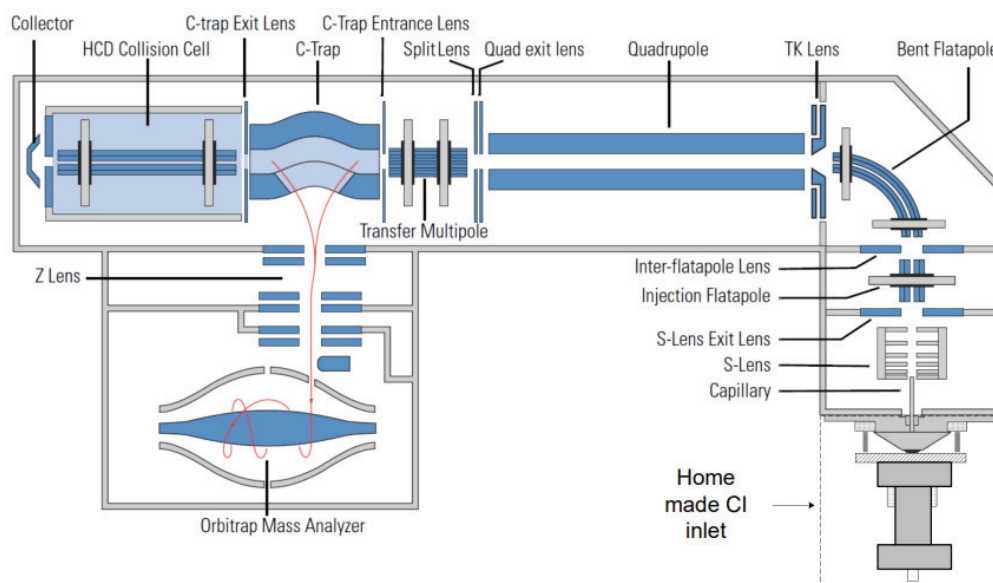 Collector
C-trap Exit Lens
C-Trap Entrance Lens
HCD Collision Cell
C-Trap
Split Lens
Quad exit lens
Quadrupole
TK Lens
Bent Flatapole
Transfer Multipole
Z Lens
Inter-flatapole Lens
Injection Flatapole
S-Lens Exit Lens
S-Lens
Capillary
Home
made CI
inlet
Orbitrap Mass Analyzer